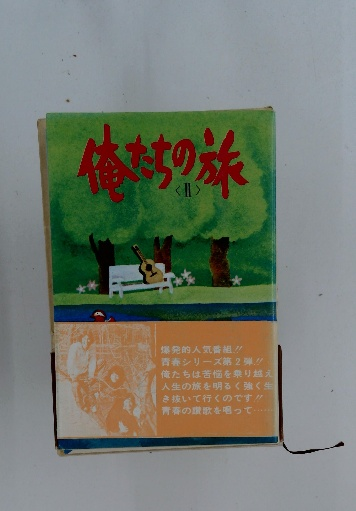 俺たちの旅
〈II〉
爆発的人気番組!!
青春シリーズ第2弾!!
俺たちは苦悩を乗り越え
人生の旅を明るく強く生
き抜いて行くのです!!
青春の讃歌を唱って……